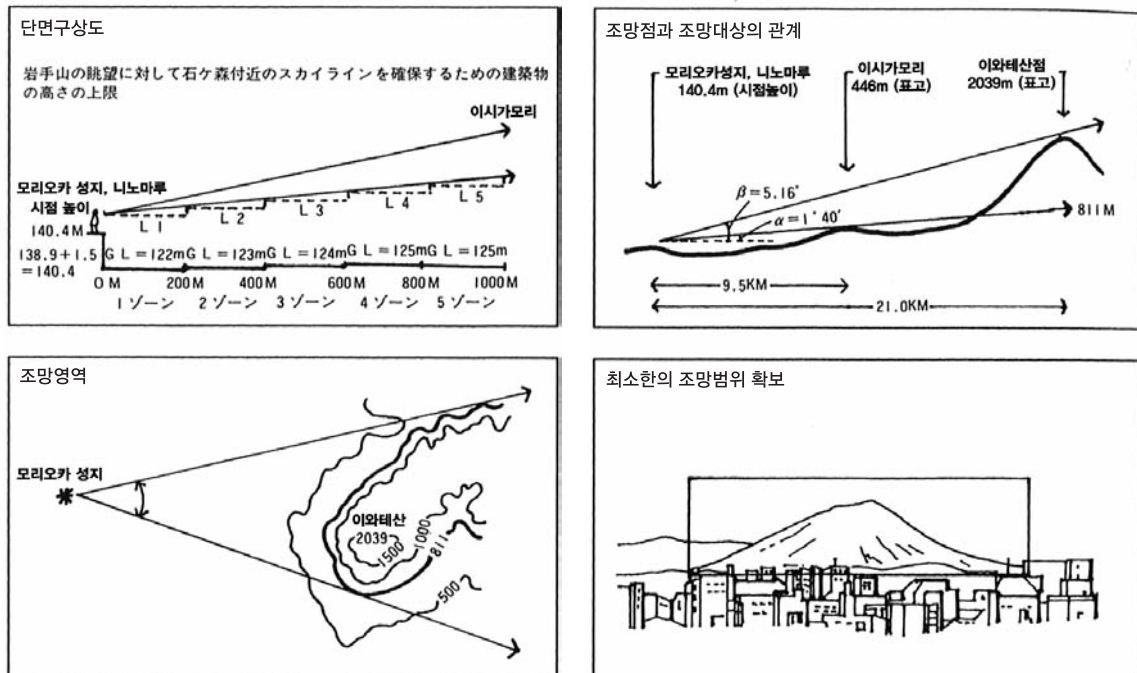 단면구상도
岩手山の眺望に対して石ケ森付近のスカイラインを確保するための建築物
の高さの上限
이시가모리
모리오카 성지, 니노마루
시점 높이
140.4M
138.9+1.5
=140.4
L 1
L 2
L 3
L 4
L 5
G L =122m G L =123m G L =124m G L =125m G L =125m
0 M 200M 400M 600M 800M 1000M
1 ゾーン 2 ゾーン 3 ゾーン 4 ゾーン 5 ゾーン
조망점과 조망대상의 관계
모리오카성지, 니노마루
140.4m (시점높이)
이시가모리
446m (표고)
이와테산점
2039m (표고)
β=5.16°
α=1°40′
811M
9.5KM
21.0KM
조망영역
모리오카 성지
이와테산
2039
1500
1000
811
500
최소한의 조망범위 확보